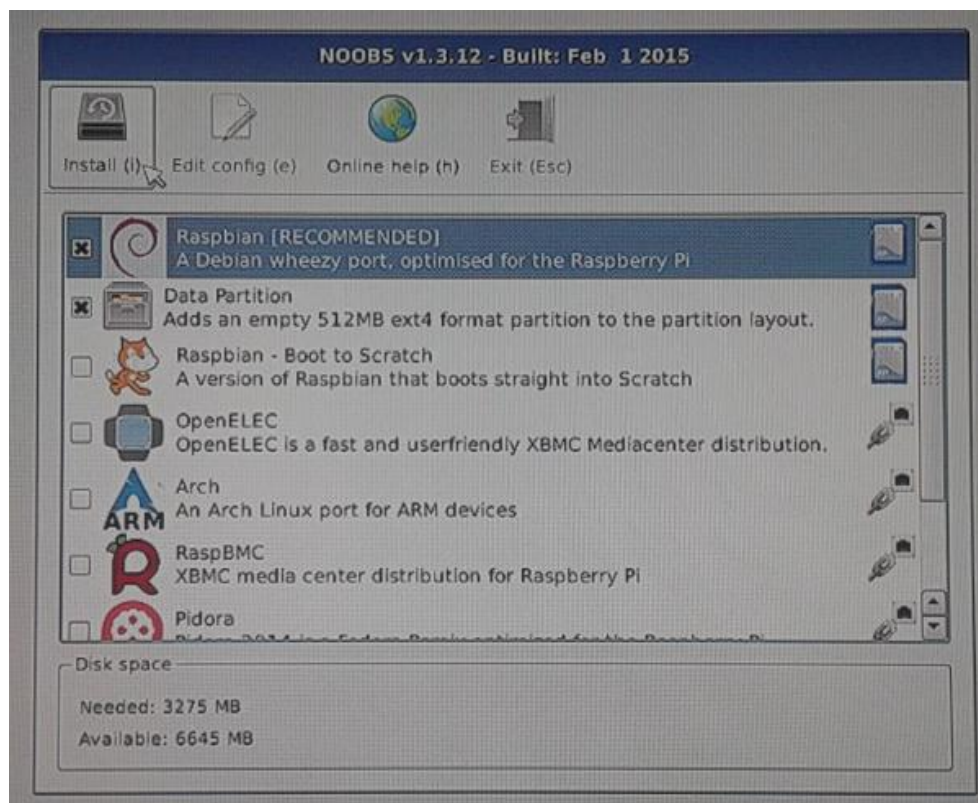 NOOBS v1.3.12 - Built: Feb 1 2015
Install (i) Edit config (e) Online help (h) Exit (Esc)
Raspbian [RECOMMENDED]
A Debian wheezy port, optimised for the Raspberry Pi
Data Partition
Adds an empty 512MB ext4 format partition to the partition layout.
Raspbian - Boot to Scratch
A version of Raspbian that boots straight into Scratch
OpenELEC
OpenELEC is a fast and userfriendly XBMC Mediacenter distribution.
Arch
ARM An Arch Linux port for ARM devices
RaspBMC
XBMC media center distribution for Raspberry Pi
Pidora
Disk space
Needed: 3275 MB
Available: 6645 MB